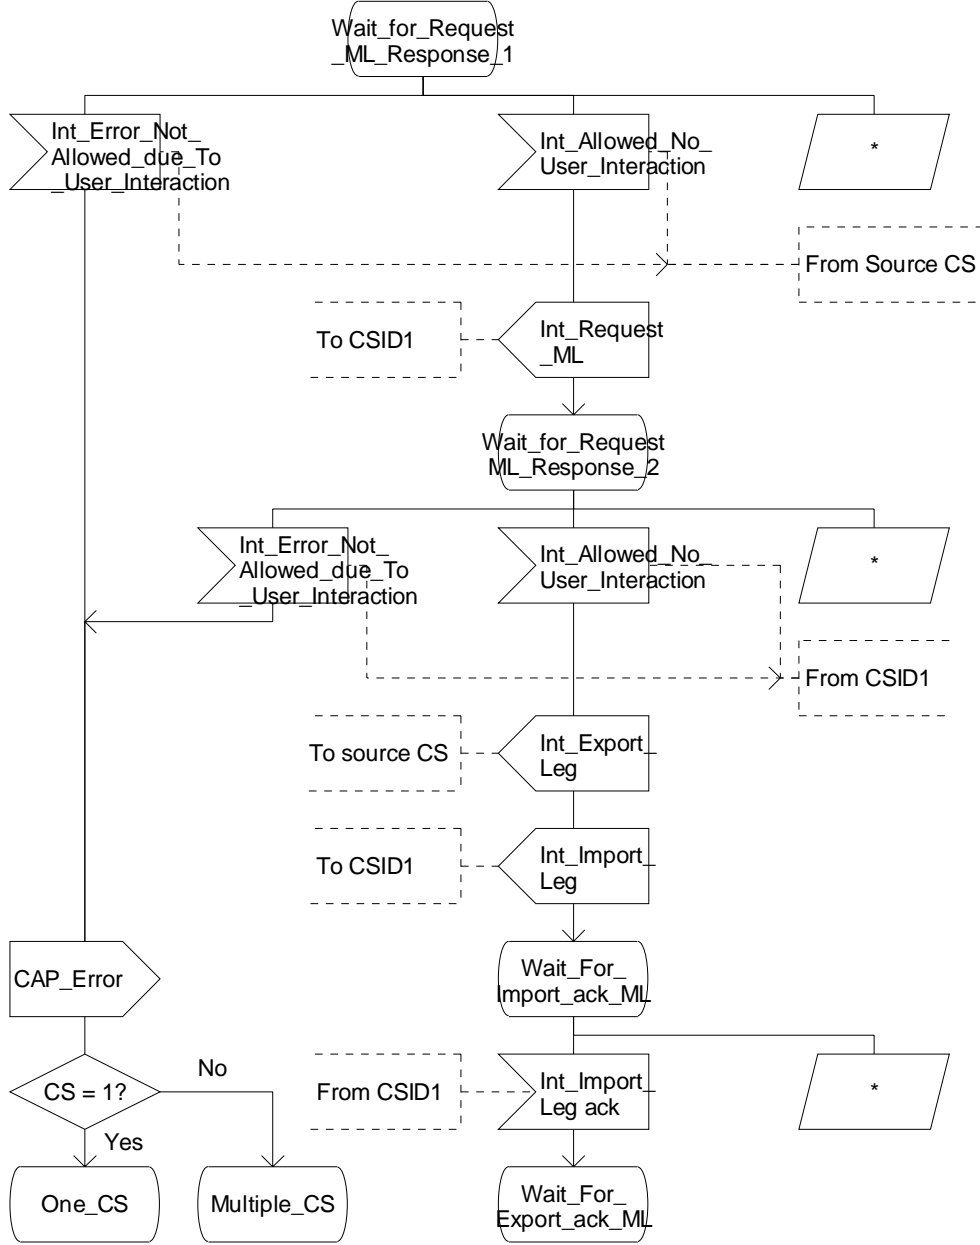 Wait_for_Request
_ML_Response_1
Int_Error_Not_
Allowed_due_To
_User_Interaction
Int_Allowed_No_
User_Interaction
*
From Source CS
To CSID1
Int_Request
_ML
Wait_for_Request
ML_Response_2
Int_Error_Not_
Allowed_due_To
_User_Interaction
Int_Allowed_No_
User_Interaction
*
From CSID1
To source CS
Int_Export_
Leg
To CSID1
Int_Import_
Leg
CAP_Error
Wait_For_
Import_ack_ML
CS = 1?
No
Yes
From CSID1
Int_Import_
Leg ack
*
One_CS
Multiple_CS
Wait_For_
Export_ack_ML